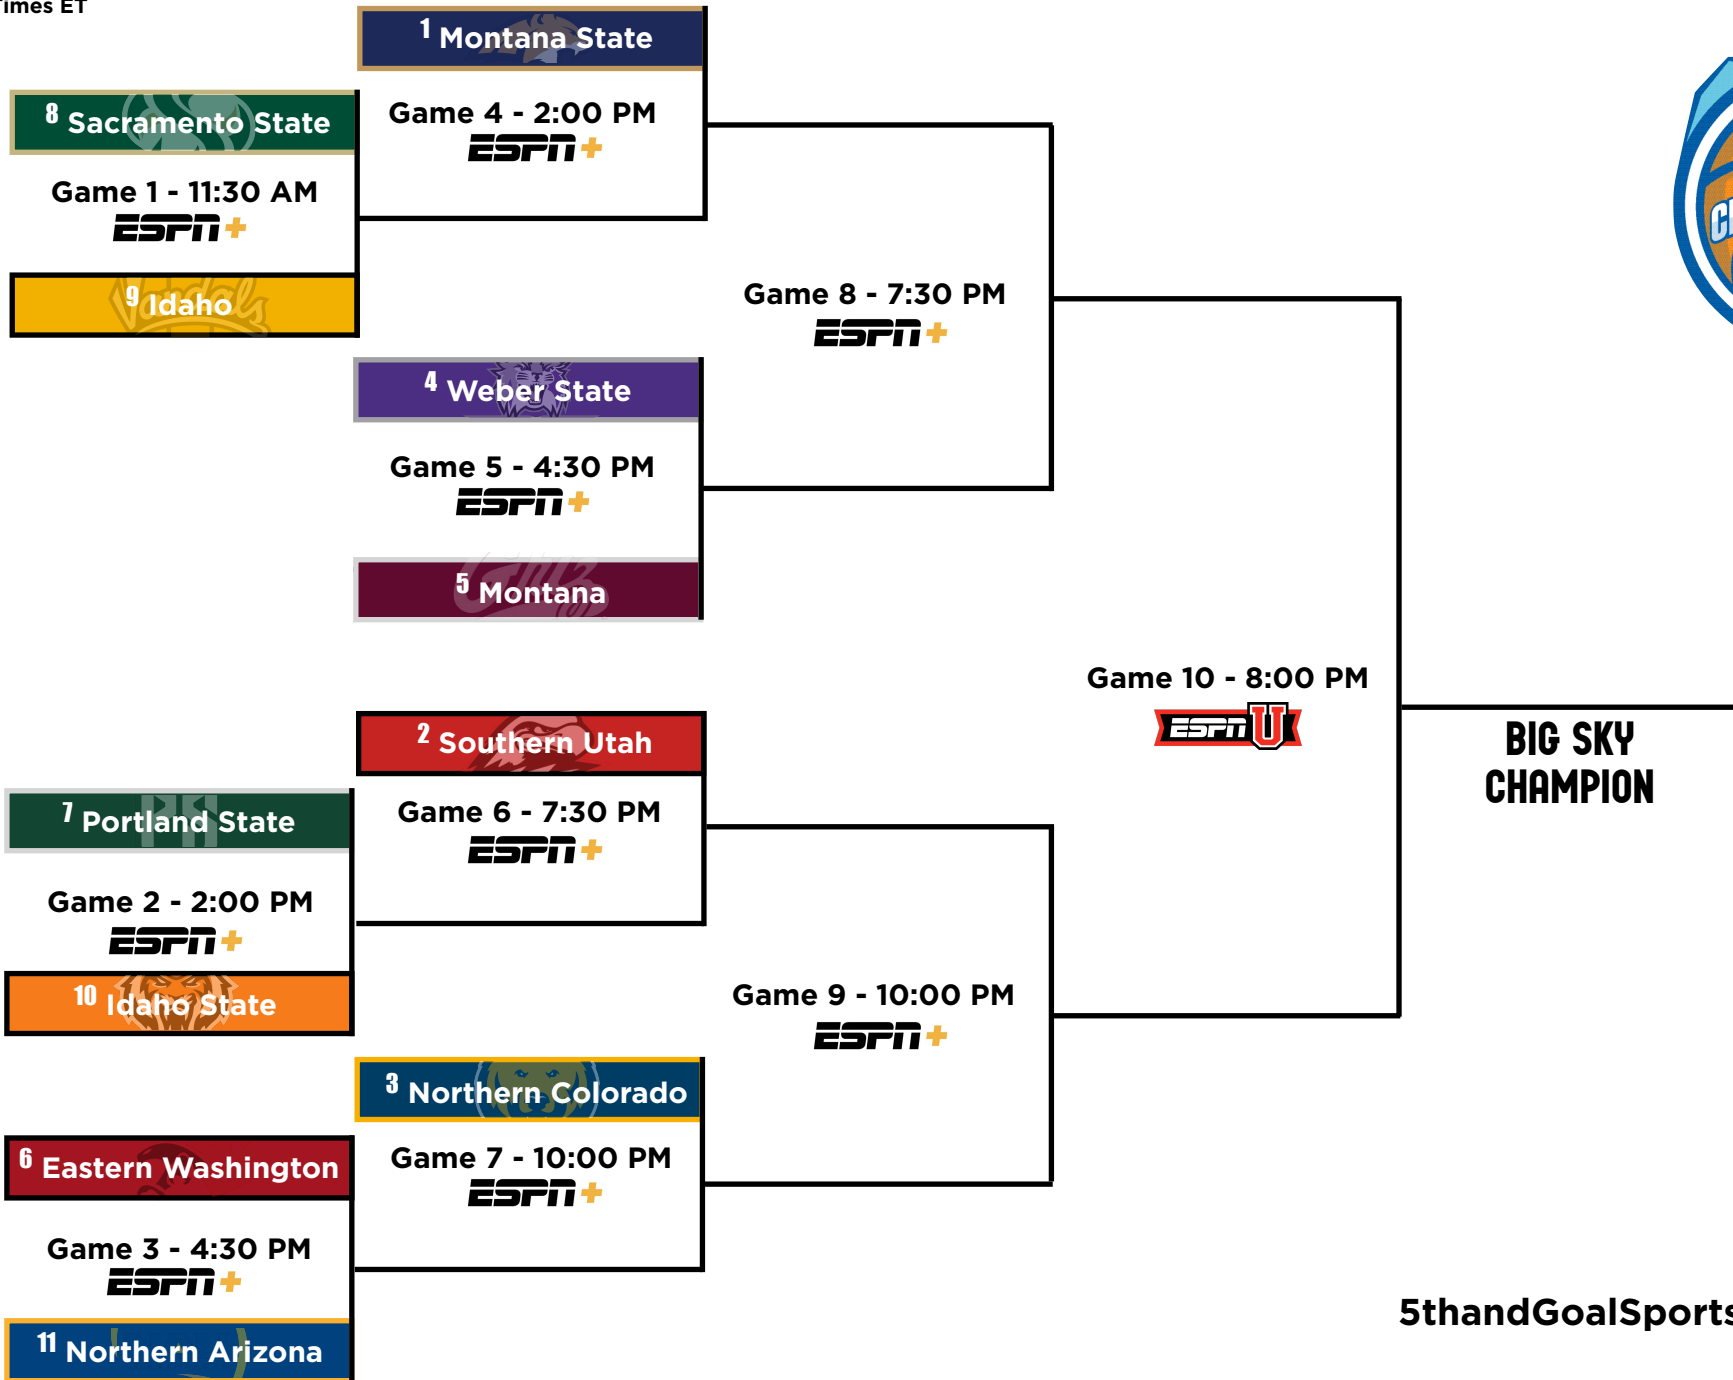 Times ET
1 Montana State
8 Sacramento State
Game 4 - 2:00 PM
ESPN+
Game 1 - 11:30 AM
ESPN+
9 Idaho
Game 8 - 7:30 PM
ESPN+
4 Weber State
Game 5 - 4:30 PM
ESPN+
5 Montana
Game 10 - 8:00 PM
ESPN U
BIG SKY
CHAMPION
2 Southern Utah
7 Portland State
Game 6 - 7:30 PM
ESPN+
Game 2 - 2:00 PM
ESPN+
10 Idaho State
Game 9 - 10:00 PM
ESPN+
3 Northern Colorado
6 Eastern Washington
Game 7 - 10:00 PM
ESPN+
Game 3 - 4:30 PM
ESPN+
11 Northern Arizona
5thandGoalSports